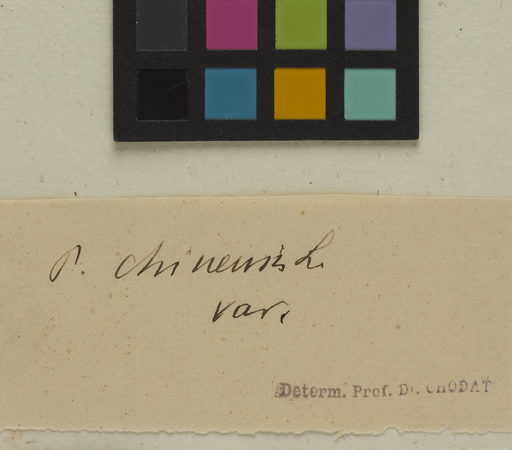 P. chinensis L.
var.
Determ. Prof. Dr. CHODAT